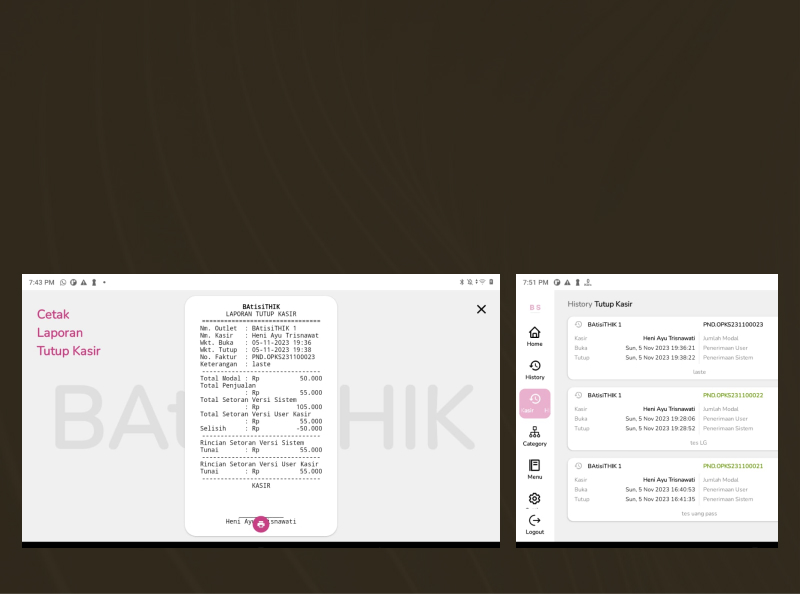 7:43 PM
Cetak
Laporan
Tutup Kasir
BAtisiTHIK
LAPORAN TUTUP KASIR
==================================
Nm. Outlet : BAtisiTHIK 1
Nm. Kasir : Heni Ayu Trisnawat
Wkt. Buka : 05-11-2023 19:36
Wkt. Tutup : 05-11-2023 19:38
No. Faktur : PND.OPKS231100023
Keterangan : laste
----------------------------------
Total Modal : Rp 50.000
Total Penjualan
: Rp 55.000
Total Setoran Versi Sistem
: Rp 105.000
Total Setoran Versi User Kasir
: Rp 55.000
Selisih : Rp -50.000
----------------------------------
Rincian Setoran Versi Sistem
Tunai : Rp 55.000
----------------------------------
Rincian Setoran Versi User Kasir
Tunai : Rp 55.000
----------------------------------
KASIR
Heni Ay snawati
BAt HIK
7:51 PM
B S
Home
History
Cash
Category
Menu
Logout
History Tutup Kasir
BAtisiTHIK 1 PND.OPKS231100023
Kasir Heni Ayu Trisnawati Jumlah Modal
Buka Sun, 5 Nov 2023 19:36:21 Penerimaan User
Tutup Sun, 5 Nov 2023 19:38:22 Penerimaan Sistem
laste
BAtisiTHIK 1 PND.OPKS231100022
Kasir Heni Ayu Trisnawati Jumlah Modal
Buka Sun, 5 Nov 2023 19:28:06 Penerimaan User
Tutup Sun, 5 Nov 2023 19:28:52 Penerimaan Sistem
tes LG
BAtisiTHIK 1 PND.OPKS231100021
Kasir Heni Ayu Trisnawati Jumlah Modal
Buka Sun, 5 Nov 2023 16:40:53 Penerimaan User
Tutup Sun, 5 Nov 2023 16:41:35 Penerimaan Sistem
tes uang pass